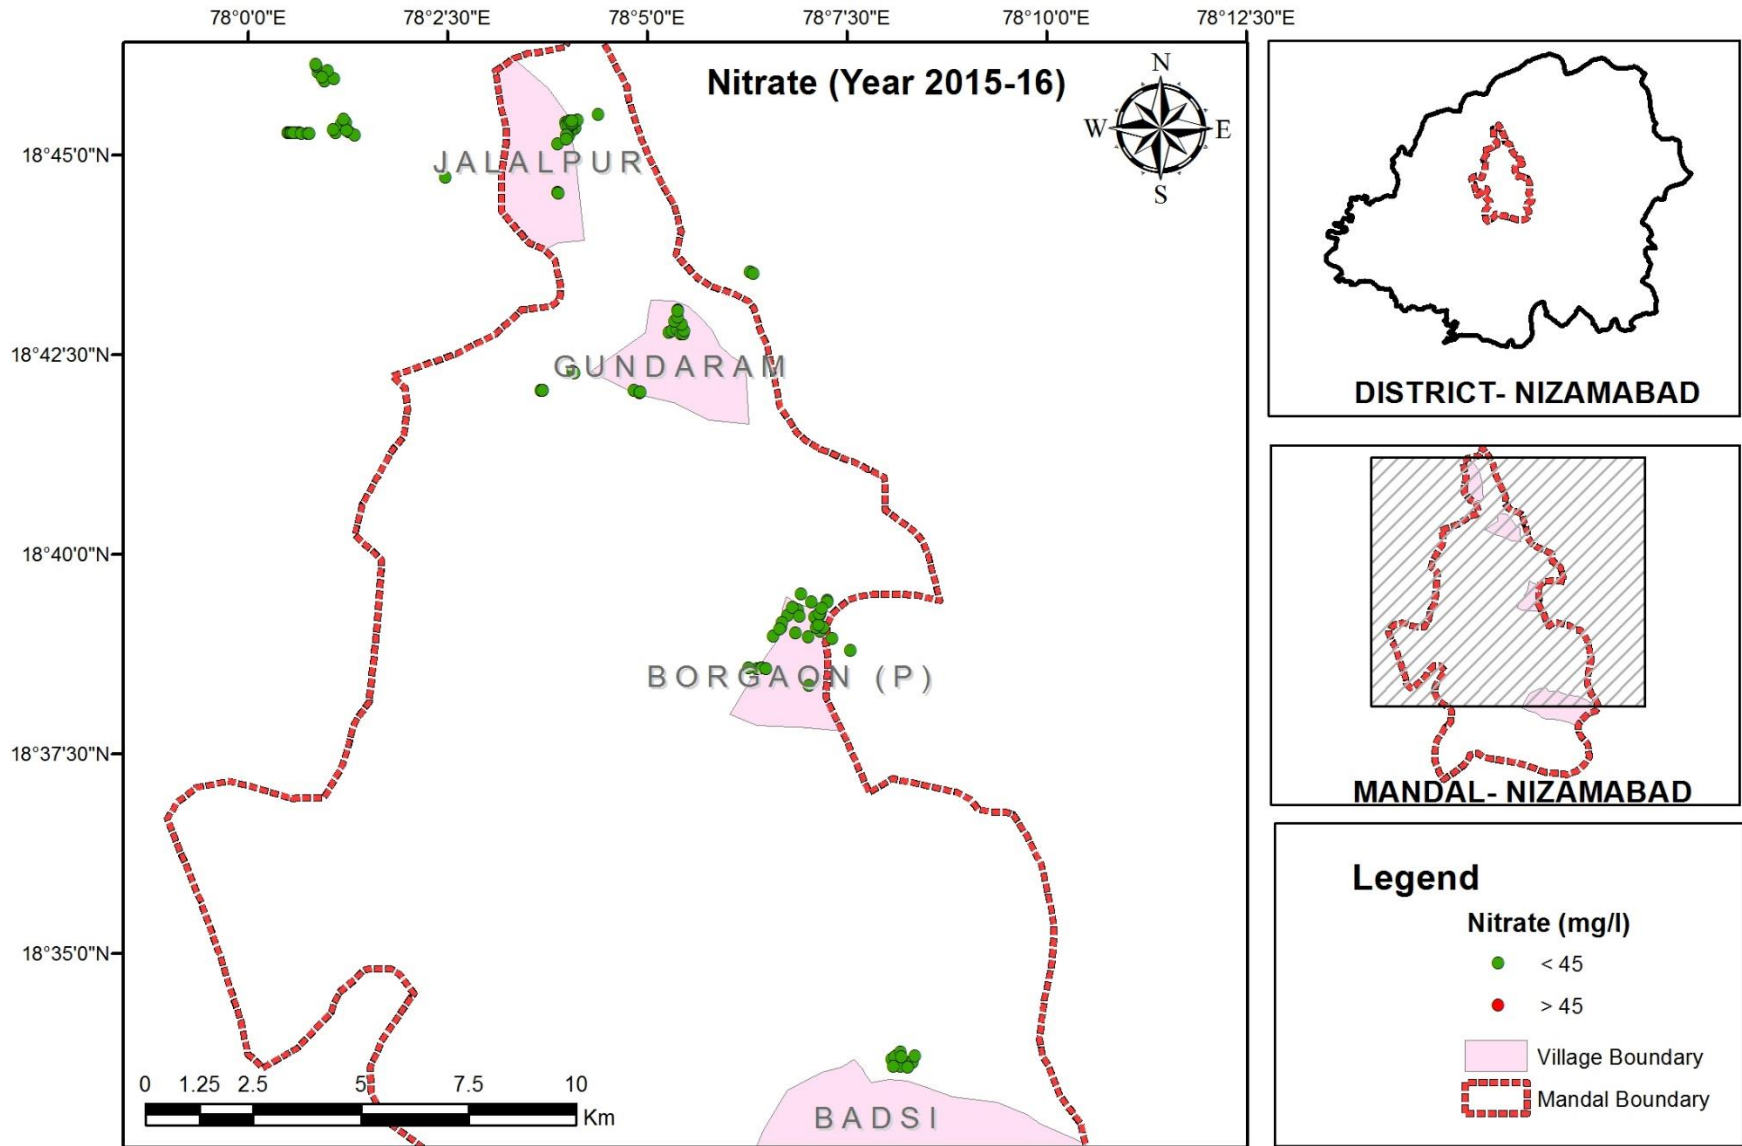 78°0'0"E 78°2'30"E 78°5'0"E 78°7'30"E 78°10'0"E 78°12'30"E
Nitrate (Year 2015-16)
N
W E
S
18°45'0"N
JALALPUR
18°42'30"N
GUNDARAM
18°40'0"N
BORGAON (P)
18°37'30"N
18°35'0"N
BADSI
0 1.25 2.5 5 7.5 10
Km
DISTRICT- NIZAMABAD
MANDAL- NIZAMABAD
Legend
Nitrate (mg/l)
< 45
> 45
Village Boundary
Mandal Boundary